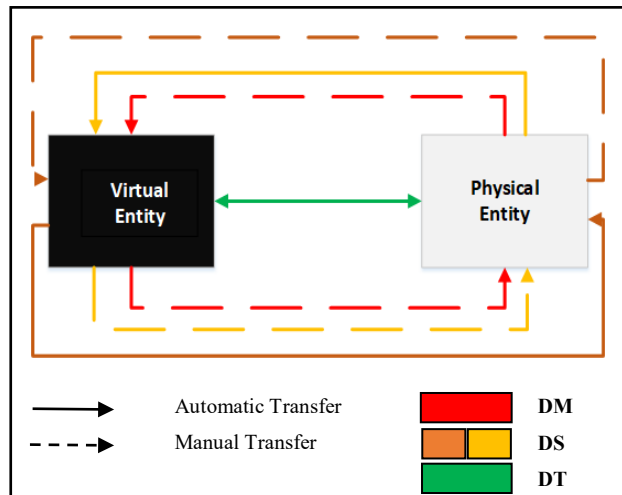 Virtual
Entity
Physical
Entity
Automatic Transfer
DM
Manual Transfer
DS
DT